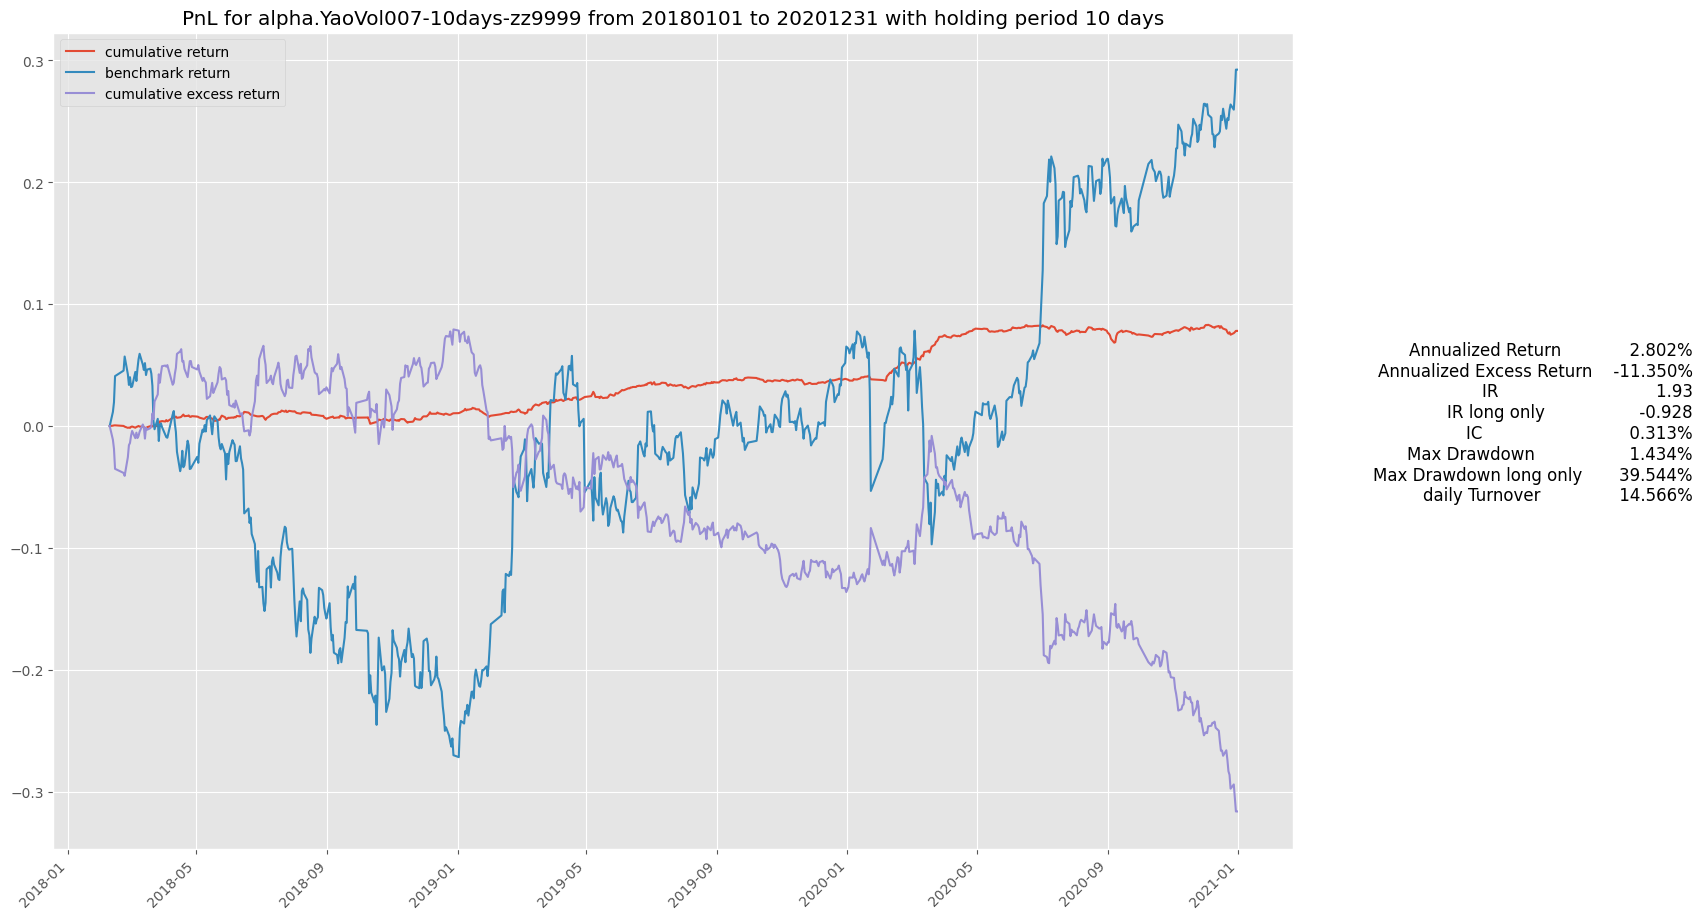 PnL for alpha.YaoVol007-10days-zz9999 from 20180101 to 20201231 with holding period 10 days
cumulative return
benchmark return
cumulative excess return
0.3
0.2
0.1
0.0
−0.1
−0.2
−0.3
2018-01
2018-05
2018-09
2019-01
2019-05
2019-09
2020-01
2020-05
2020-09
2021-01
Annualized Return 2.802%
Annualized Excess Return -11.350%
IR 1.93
IR long only -0.928
IC 0.313%
Max Drawdown 1.434%
Max Drawdown long only 39.544%
daily Turnover 14.566%